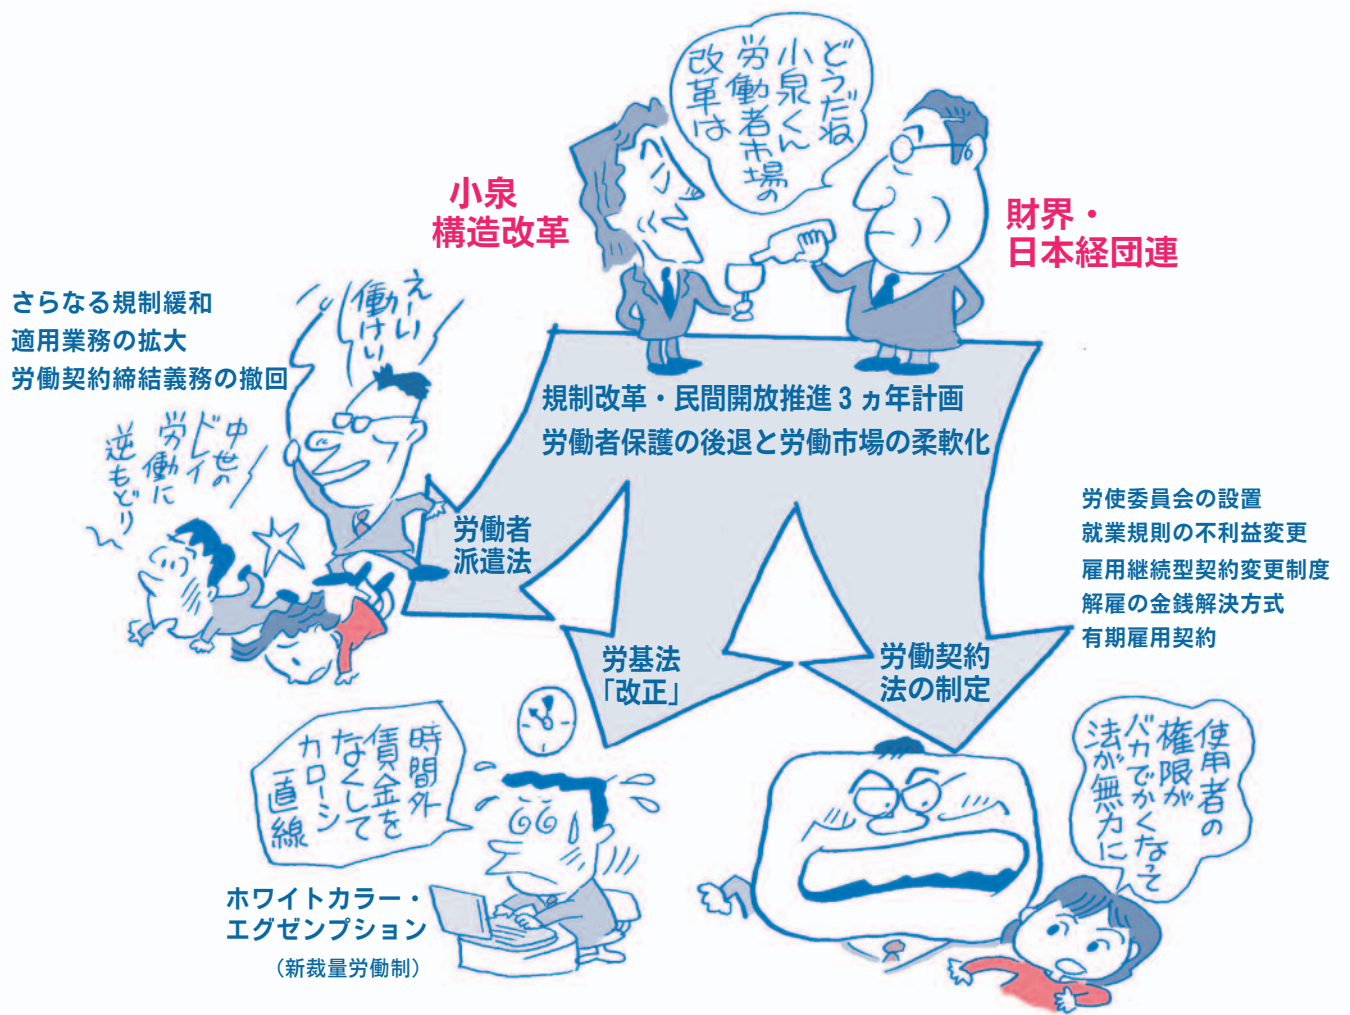 どうだね
小泉くん
労働者市場の
改革は
小泉
構造改革
財界・
日本経団連
さらなる規制緩和
適用業務の拡大
労働契約締結義務の撤回
えーい
働けい
中世の
ドレイ
労働に
逆もどり
規制改革・民間開放推進3ヵ年計画
労働者保護の後退と労働市場の柔軟化
労働者
派遣法
労基法
「改正」
労働契約
法の制定
労使委員会の設置
就業規則の不利益変更
雇用継続型契約変更制度
解雇の金銭解決方式
有期雇用契約
時間外
賃金を
なくして
カローシ
一直線
ホワイトカラー・
エグゼンプション
（新裁量労働制）
使用者の
権限が
バカでかくなって
法が無力に